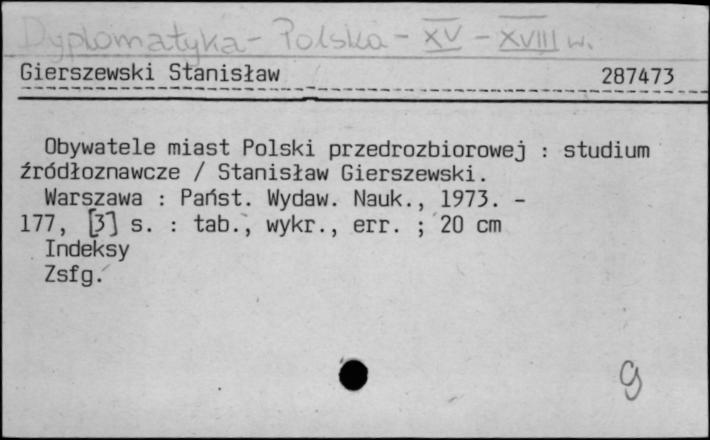 Dyplomatyka - Polska - XV - XVIII w.
Gierszewski Stanisław 287473
Obywatele miast Polski przedrozbiorowej : studium
źródłoznawcze / Stanisław Gierszewski.
Warszawa : Państ. Wydaw. Nauk., 1973. -
177, [3] s. : tab., wykr., err. ; 20 cm
Indeksy
Zsfg.
g